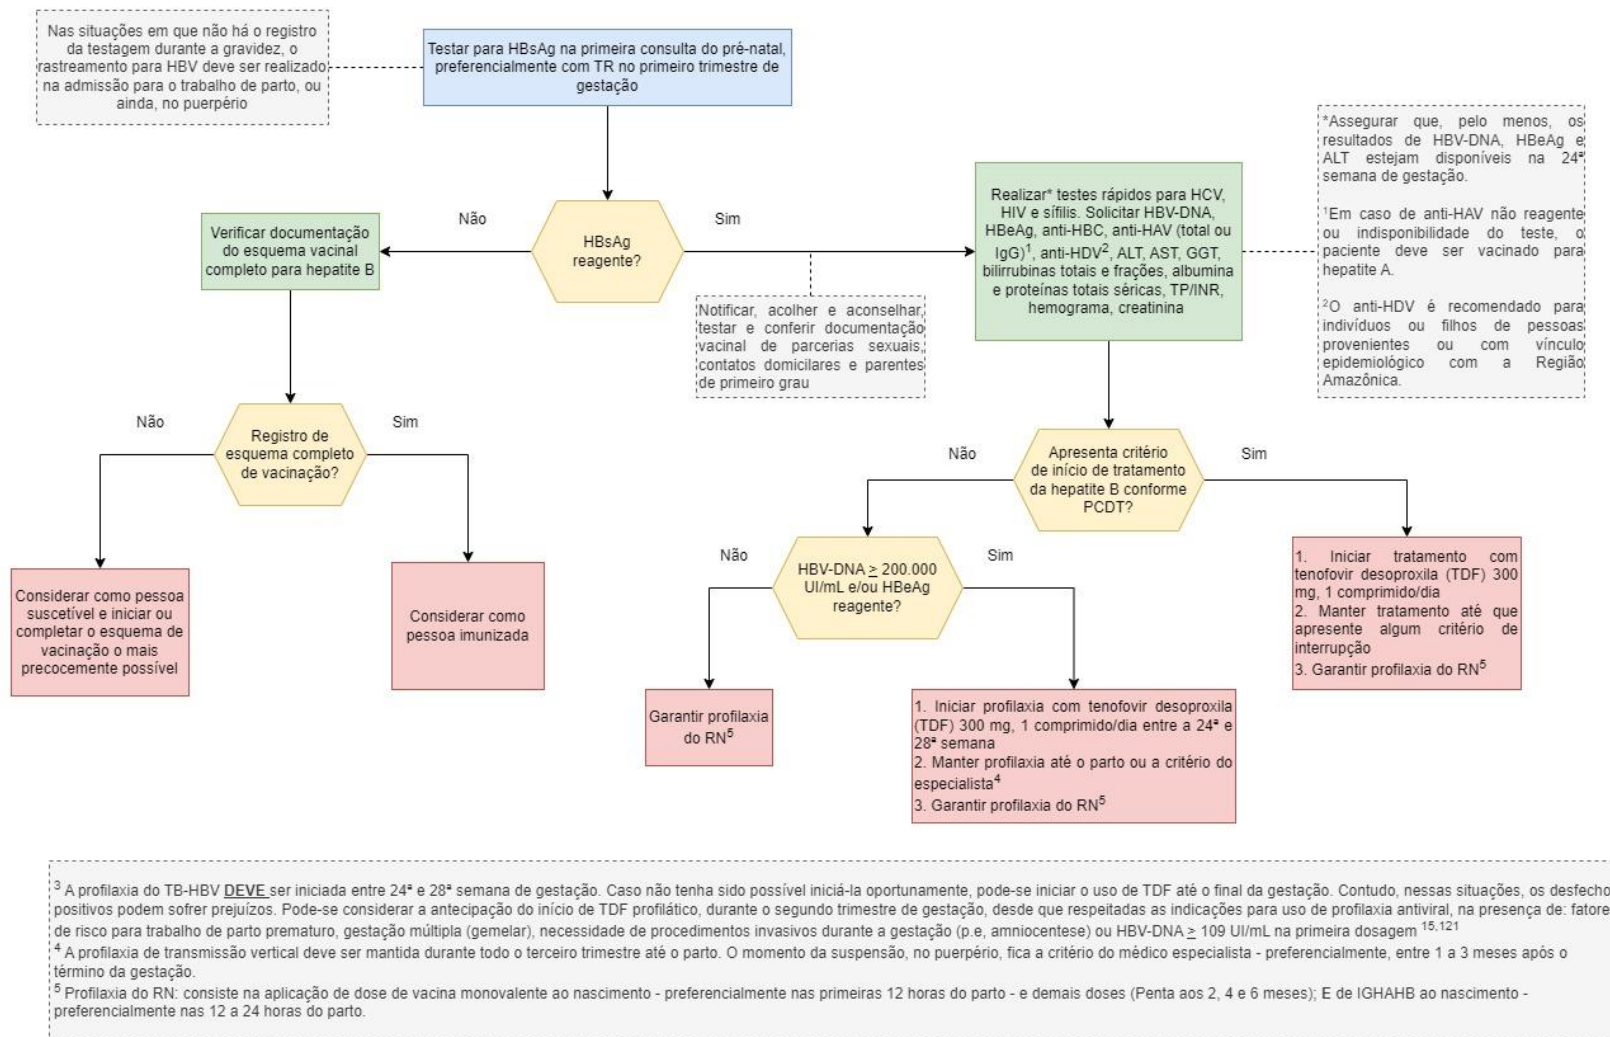 Nas situações em que não há o registro
da testagem durante a gravidez, o
rastreamento para HBV deve ser realizado
na admissão para o trabalho de parto, ou
ainda, no puerpério
Testar para HBsAg na primeira consulta do pré-natal,
preferencialmente com TR no primeiro trimestre de
gestação
*Assegurar que, pelo menos, os
resultados de HBV-DNA, HBeAg e
ALT estejam disponíveis na 24ª
semana de gestação.
¹Em caso de anti-HAV não reagente
ou indisponibilidade do teste, o
paciente deve ser vacinado para
hepatite A.
²O anti-HDV é recomendado para
indivíduos ou filhos de pessoas
provenientes ou com vínculo
epidemiológico com a Região
Amazônica.
Não
HBsAg
reagente?
Sim
Verificar documentação
do esquema vacinal
completo para hepatite B
Realizar* testes rápidos para HCV,
HIV e sífilis. Solicitar HBV-DNA,
HBeAg, anti-HBC, anti-HAV (total ou
IgG)¹, anti-HDV², ALT, AST, GGT,
bilirrubinas totais e frações, albumina
e proteínas totais séricas, TP/INR,
hemograma, creatinina
Notificar, acolher e aconselhar,
testar e conferir documentação
vacinal de parcerias sexuais,
contatos domicilares e parentes
de primeiro grau
Não
Registro de
esquema completo
de vacinação?
Sim
Não
Apresenta critério
de início de tratamento
da hepatite B conforme
PCDT?
Sim
Considerar como pessoa
suscetível e iniciar ou
completar o esquema de
vacinação o mais
precocemente possível
Considerar como
pessoa imunizada
Não
HBV-DNA ≥ 200.000
UI/mL e/ou HBeAg
reagente?
Sim
1. Iniciar tratamento com
tenofovir desoproxila (TDF) 300
mg, 1 comprimido/dia
2. Manter tratamento até que
apresente algum critério de
interrupção
3. Garantir profilaxia do RN⁵
Garantir profilaxia
do RN⁵
1. Iniciar profilaxia com tenofovir desoproxila
(TDF) 300 mg, 1 comprimido/dia entre a 24ª e
28ª semana
2. Manter profilaxia até o parto ou a critério do
especialista⁴
3. Garantir profilaxia do RN⁵
³ A profilaxia do TB-HBV DEVE ser iniciada entre 24ª e 28ª semana de gestação. Caso não tenha sido possível iniciá-la oportunamente, pode-se iniciar o uso de TDF até o final da gestação. Contudo, nessas situações, os desfecho
positivos podem sofrer prejuízos. Pode-se considerar a antecipação do início de TDF profilático, durante o segundo trimestre de gestação, desde que respeitadas as indicações para uso de profilaxia antiviral, na presença de: fatore
de risco para trabalho de parto prematuro, gestação múltipla (gemelar), necessidade de procedimentos invasivos durante a gestação (p.e, amniocentese) ou HBV-DNA ≥ 109 UI/mL na primeira dosagem ¹⁵,¹²¹
⁴ A profilaxia de transmissão vertical deve ser mantida durante todo o terceiro trimestre até o parto. O momento da suspensão, no puerpério, fica a critério do médico especialista - preferencialmente, entre 1 a 3 meses após o
término da gestação.
⁵ Profilaxia do RN: consiste na aplicação de dose de vacina monovalente ao nascimento - preferencialmente nas primeiras 12 horas do parto - e demais doses (Penta aos 2, 4 e 6 meses); E de IGHAHB ao nascimento -
preferencialmente nas 12 a 24 horas do parto.